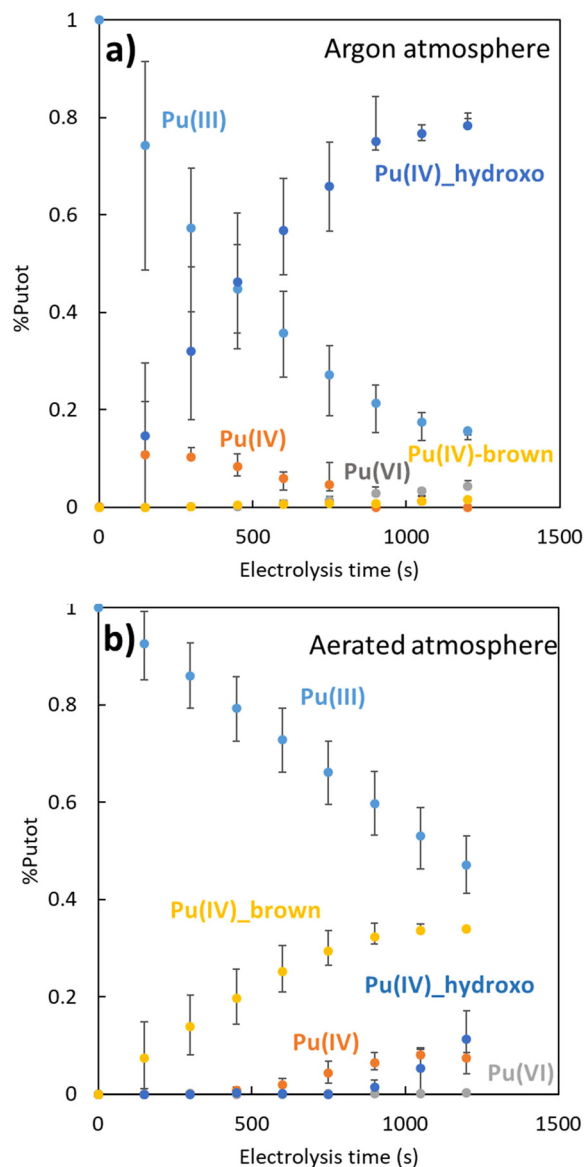 1
a)
Argon atmosphere
Pu(III)
0.8
Pu(IV)_hydroxo
0.6
%Putot
0.4
0.2
Pu(IV)
Pu(VI)
Pu(IV)-brown
0
0
500
1000
1500
Electrolysis time (s)
1
b)
Aerated atmosphere
Pu(III)
0.8
0.6
%Putot
0.4
Pu(IV)_brown
Pu(IV)_hydroxo
0.2
Pu(IV)
Pu(VI)
0
0
500
1000
1500
Electrolysis time (s)